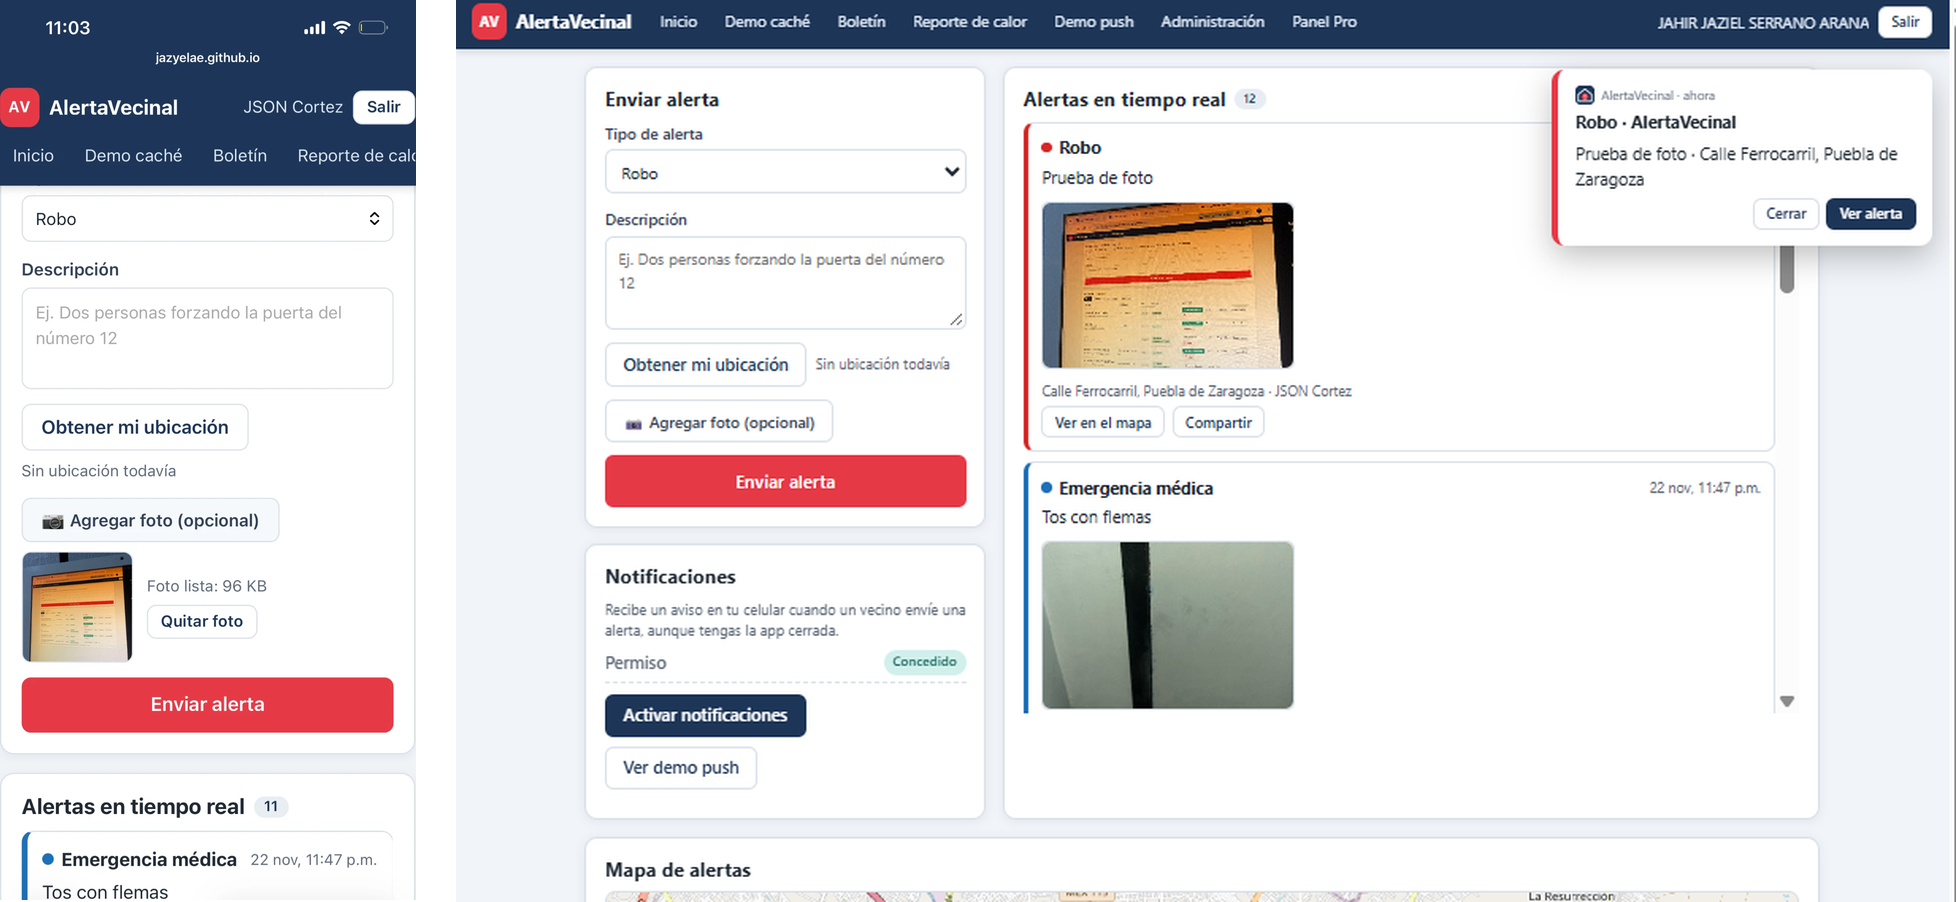 11:03
jazyelae.github.io
AV AlertaVecinal JSON Cortez Salir
Inicio Demo caché Boletín Reporte de calo
Robo
Descripción
Ej. Dos personas forzando la puerta del
número 12
Obtener mi ubicación
Sin ubicación todavía
Agregar foto (opcional)
Foto lista: 96 KB
Quitar foto
Enviar alerta
Alertas en tiempo real 11
Emergencia médica 22 nov, 11:47 p.m.
Tos con flemas
AV AlertaVecinal Inicio Demo caché Boletín Reporte de calor Demo push Administración Panel Pro JAHIR JAZIEL SERRANO ARANA Salir
Enviar alerta
Tipo de alerta
Robo
Descripción
Ej. Dos personas forzando la puerta del número
12
Obtener mi ubicación Sin ubicación todavía
Agregar foto (opcional)
Enviar alerta
Notificaciones
Recibe un aviso en tu celular cuando un vecino envíe una
alerta, aunque tengas la app cerrada.
Permiso Concedido
Activar notificaciones
Ver demo push
Alertas en tiempo real 12
Robo
Prueba de foto
Calle Ferrocarril, Puebla de Zaragoza · JSON Cortez
Ver en el mapa Compartir
Emergencia médica 22 nov, 11:47 p.m.
Tos con flemas
AlertaVecinal · ahora
Robo · AlertaVecinal
Prueba de foto · Calle Ferrocarril, Puebla de
Zaragoza
Cerrar Ver alerta
Mapa de alertas
La Resurrección